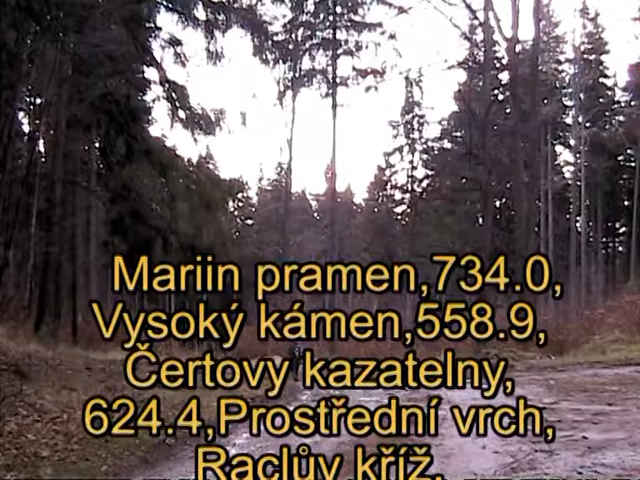 Mariin pramen,734.0,
Vysoký kámen,558.9,
Čertovy kazatelny,
624.4,Prostřední vrch,
Raclův kříž,